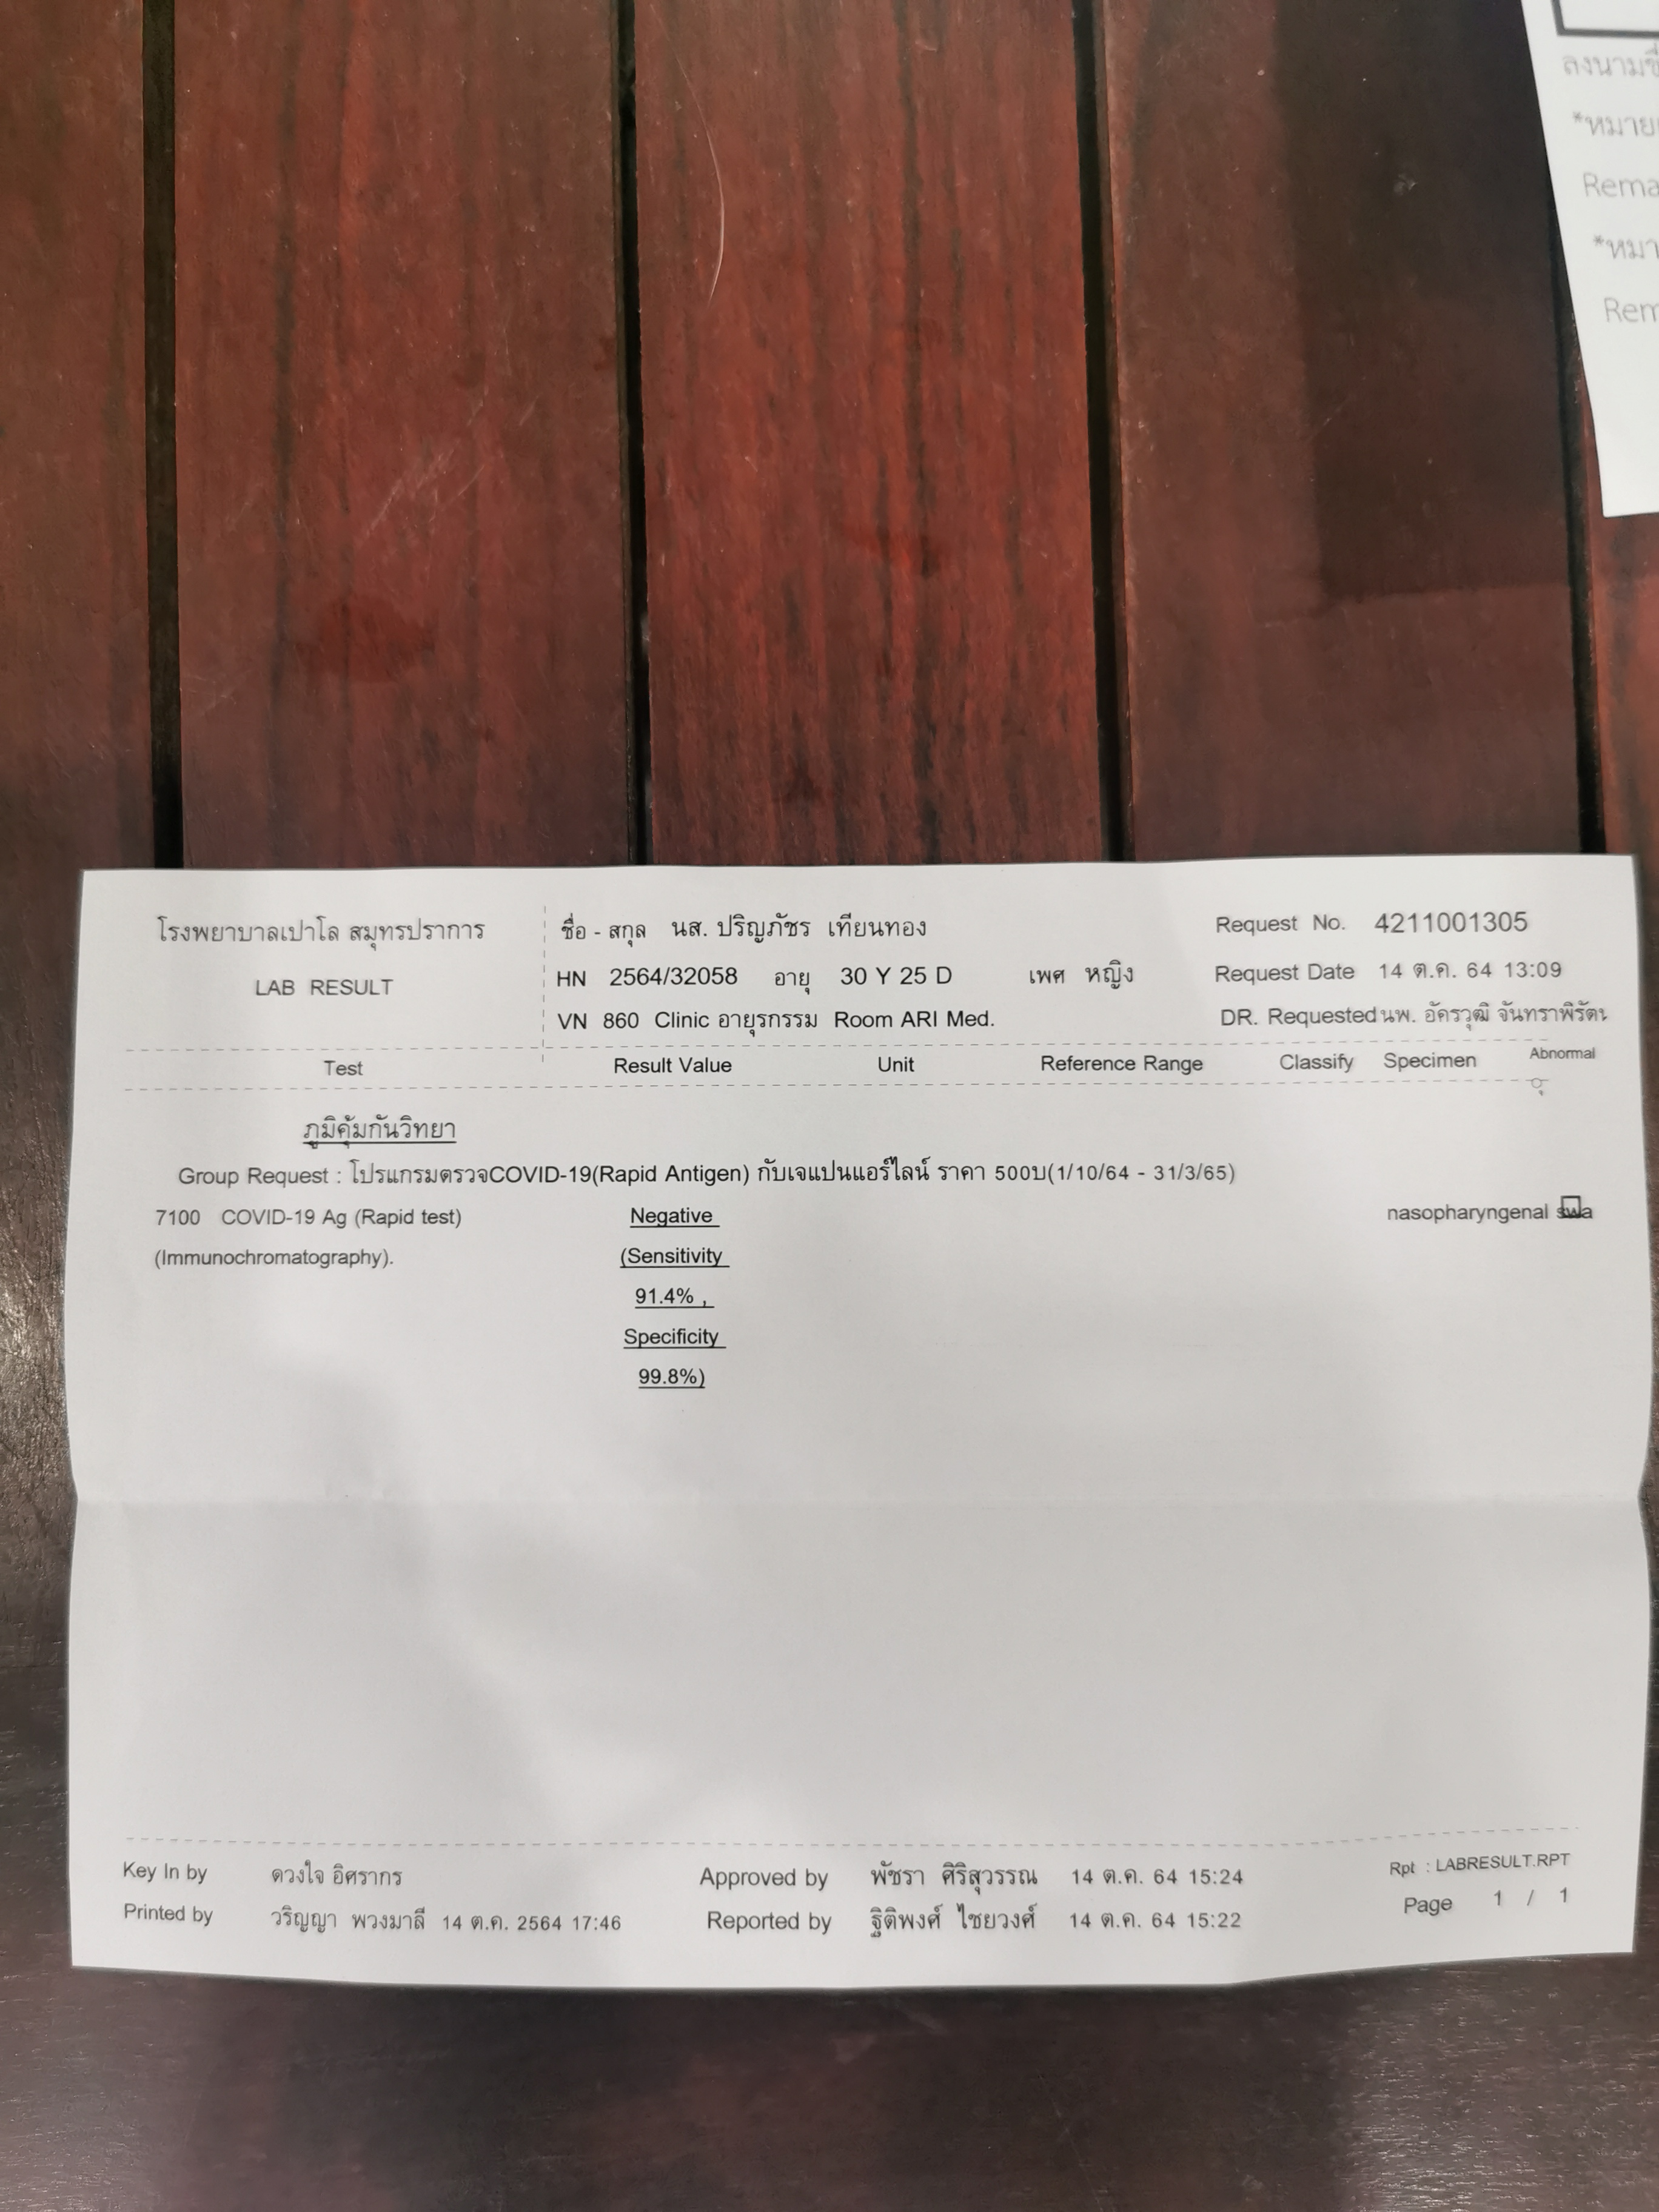 ลงนาม
*หมาย
Rema
*หมา
Rem
โรงพยาบาลเปาโล สมุทรปราการ
LAB RESULT
ชื่อ - สกุล นส. ปริญภัชร เทียนทอง
HN 2564/32058 อายุ 30 Y 25 D เพศ หญิง
VN 860 Clinic อายุรกรรม Room ARI Med.
Request No. 4211001305
Request Date 14 ต.ค. 64 13:09
DR. Requested นพ. อัครวุฒิ จันทราพิรัตน
Test Result Value Unit Reference Range Classify Specimen Abnormal
ภูมิคุ้มกันวิทยา
Group Request : โปรแกรมตรวจCOVID-19(Rapid Antigen) กับเจแปนแอร์ไลน์ ราคา 500บ(1/10/64 - 31/3/65)
7100 COVID-19 Ag (Rapid test) Negative nasopharyngenal swa
(Immunochromatography). (Sensitivity
91.4% ,
Specificity
99.8%)
Key In by ดวงใจ อิศรากร Approved by พัชรา ศิริสุวรรณ 14 ต.ค. 64 15:24 Rpt : LABRESULT.RPT
Printed by วริญญา พวงมาลี 14 ต.ค. 2564 17:46 Reported by ฐิติพงศ์ ไชยวงศ์ 14 ต.ค. 64 15:22 Page 1 / 1